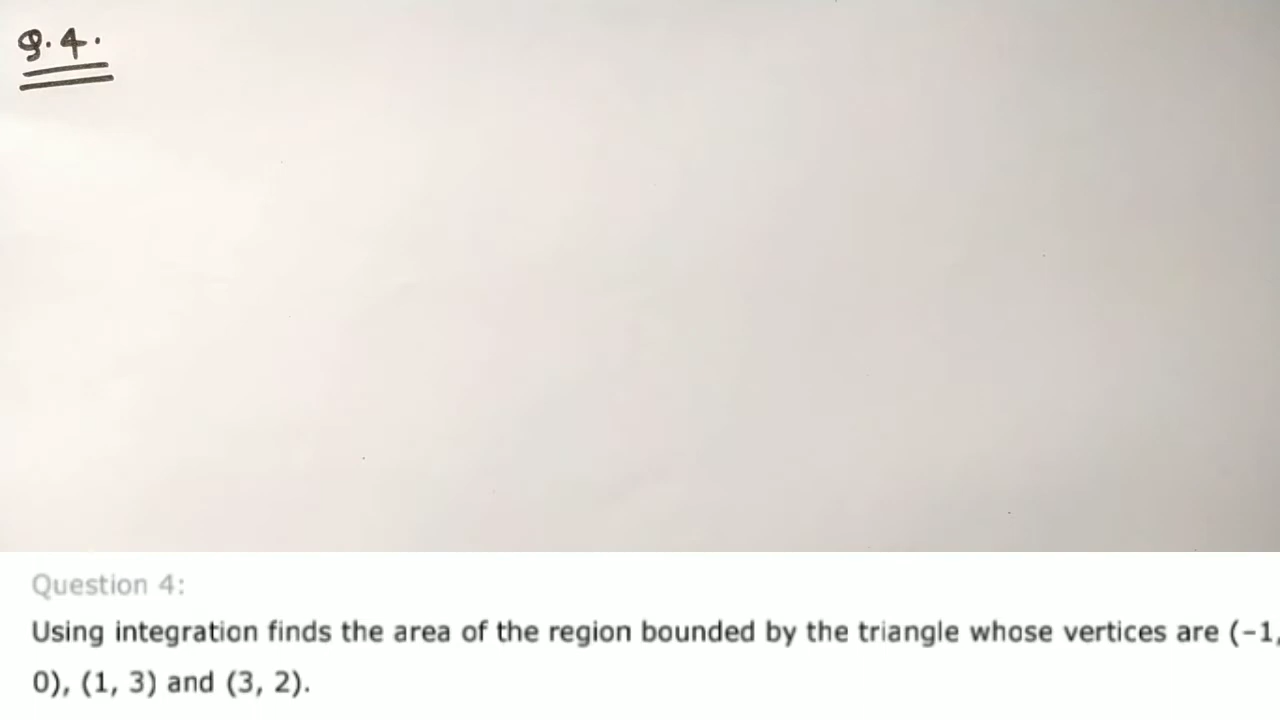 Q.4.
Question 4:
Using integration finds the area of the region bounded by the triangle whose vertices are (−1,
0), (1, 3) and (3, 2).